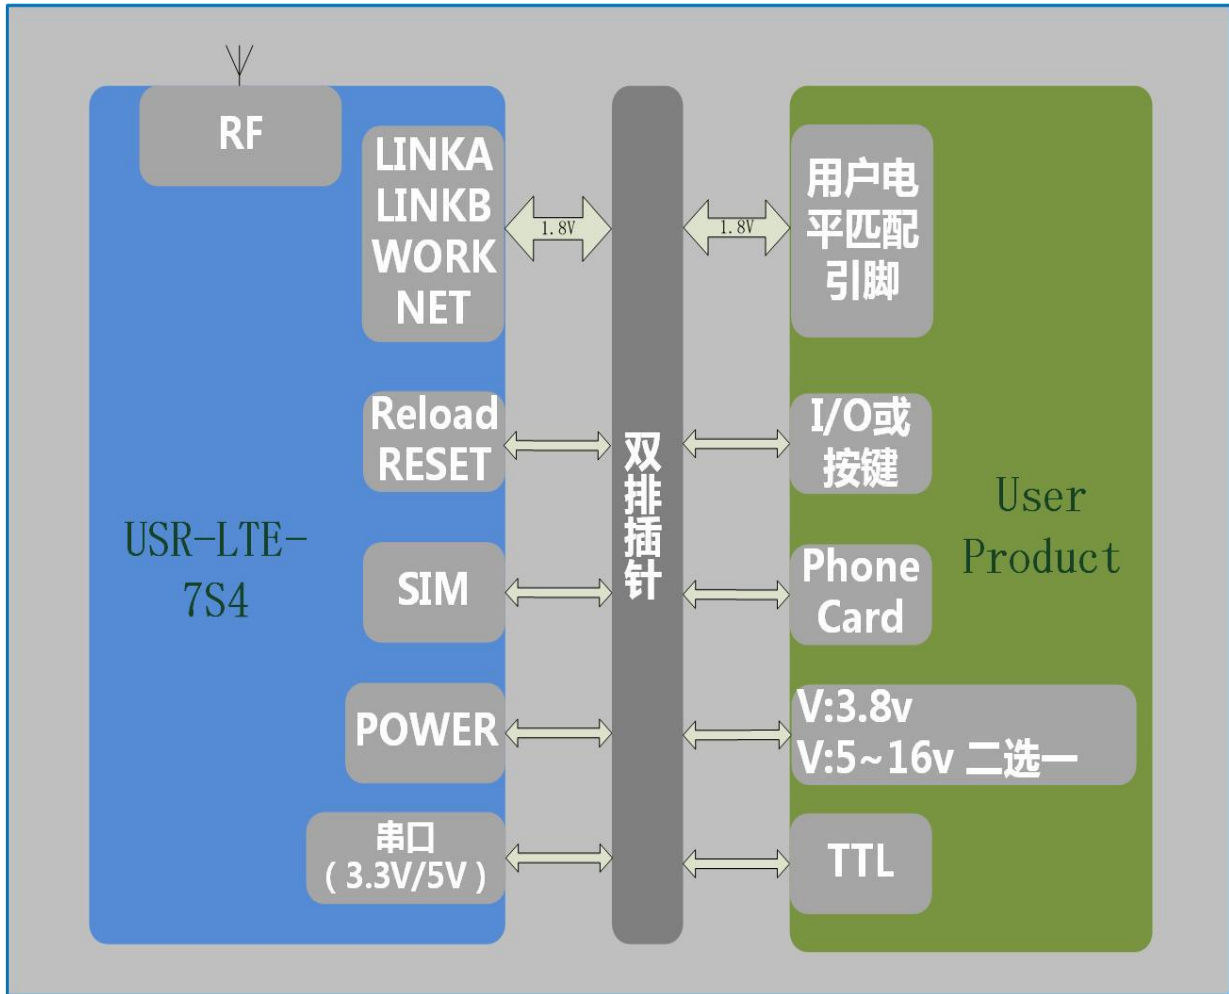 RF
LINKA
LINKB
WORK
NET
1.8V
1.8V
用户电
平匹配
引脚
Reload
RESET
I/O或
按键
双排插针
USR-LTE-
7S4
User
Product
SIM
Phone
Card
POWER
V:3.8v
V:5~16v 二选一
串口
(3.3V/5V)
TTL